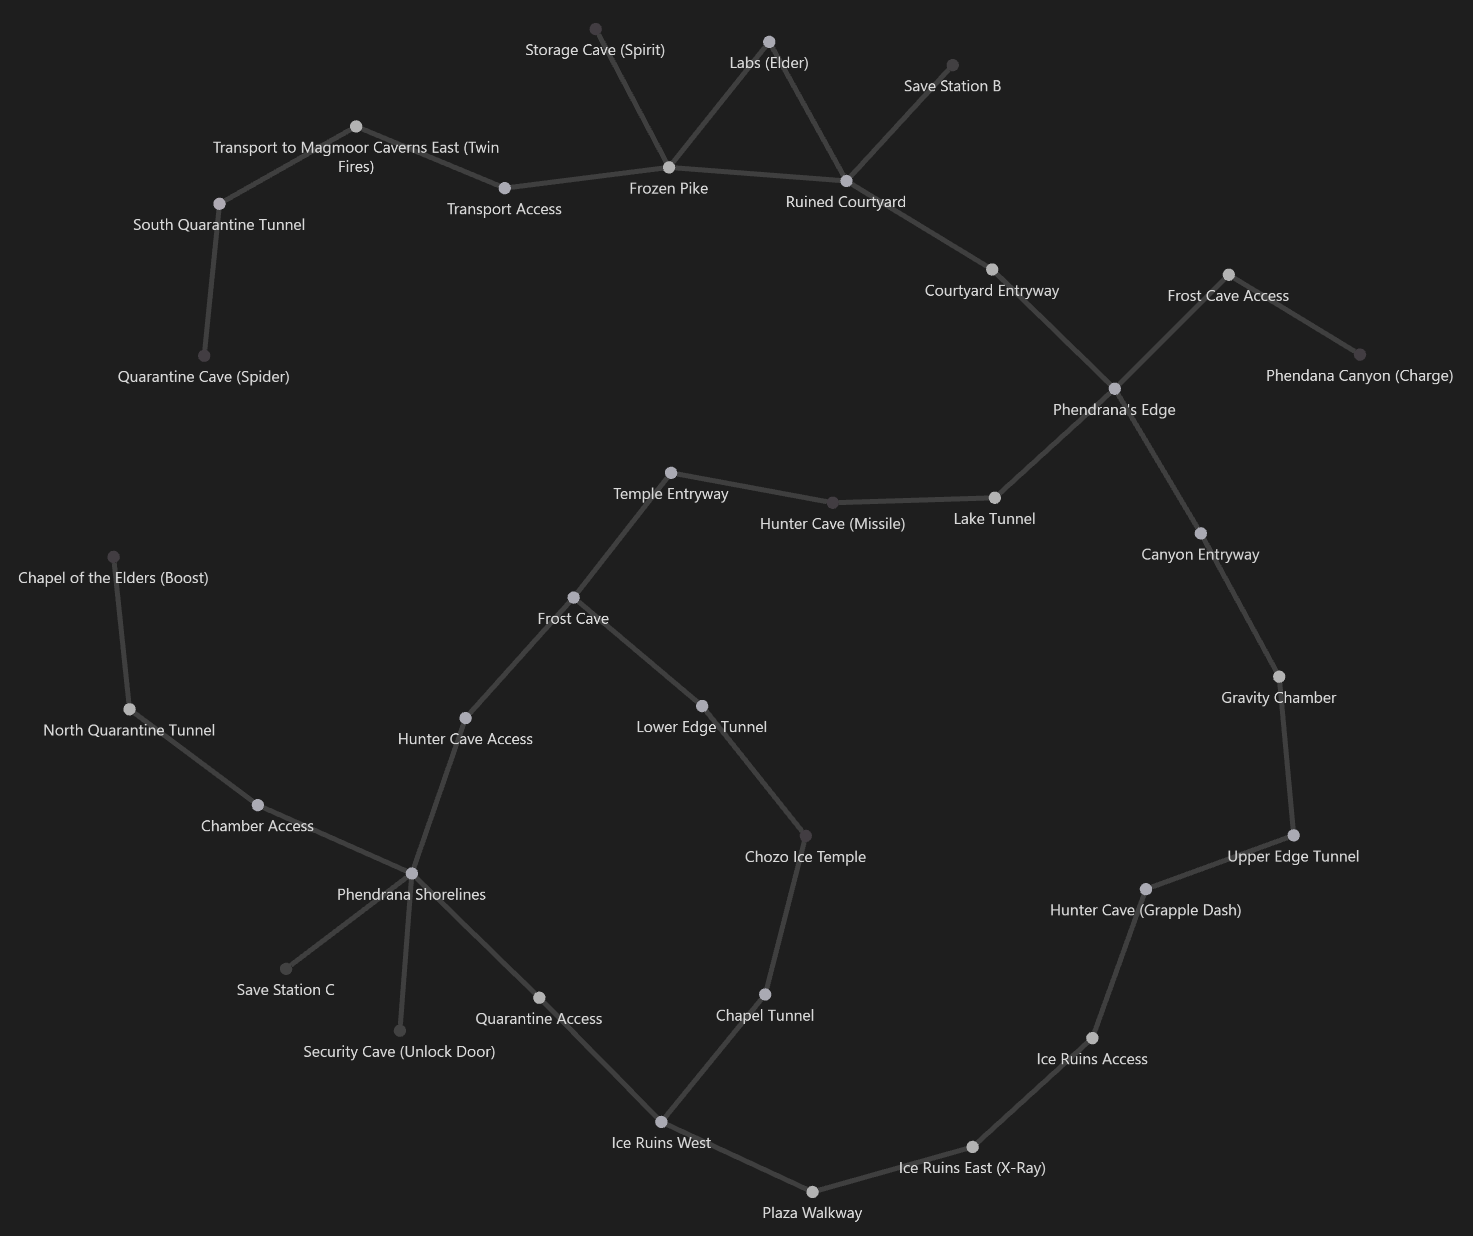 Storage Cave (Spirit)
Labs (Elder)
Save Station B
Transport to Magmoor Caverns East (Twin
Fires)
Frozen Pike
Ruined Courtyard
Transport Access
South Quarantine Tunnel
Courtyard Entryway
Frost Cave Access
Quarantine Cave (Spider)
Phendana Canyon (Charge)
Phendrana's Edge
Temple Entryway
Hunter Cave (Missile)
Lake Tunnel
Canyon Entryway
Chapel of the Elders (Boost)
Frost Cave
Gravity Chamber
North Quarantine Tunnel
Hunter Cave Access
Lower Edge Tunnel
Chamber Access
Chozo Ice Temple
Upper Edge Tunnel
Phendrana Shorelines
Hunter Cave (Grapple Dash)
Save Station C
Quarantine Access
Chapel Tunnel
Security Cave (Unlock Door)
Ice Ruins Access
Ice Ruins West
Ice Ruins East (X-Ray)
Plaza Walkway